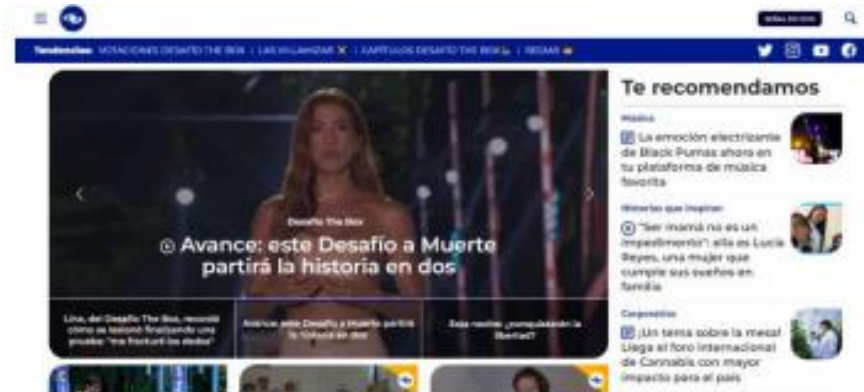 SEÑAL EN VIVO
Tendencias: VOTACIONES DESAFÍO THE BOX | LAS VILLAMIZAR | CAPÍTULOS DESAFÍO THE BOX |
Te recomendamos
Música
La emoción electrizante
de Black Pumas ahora en
tu plataforma de música
favorita
Desafío The Box
Avance: este Desafío a Muerte
partirá la historia en dos
Historias que inspiran
"Ser mamá no es un
impedimento": ella es Lucía
Reyes, una mujer que
cumple sus sueños en
familia
Lina, del Desafío The Box, recordó
cómo se lesionó finalizando una
prueba: "me fracturé los dedos"
Avance: este Desafío a Muerte partirá
la historia en dos
Esta noche: ¿conquistarán la
libertad?
Corporativo
¡Un tema sobre la mesa!
Llega el foro internacional
de Cannabis con mayor
impacto para el país